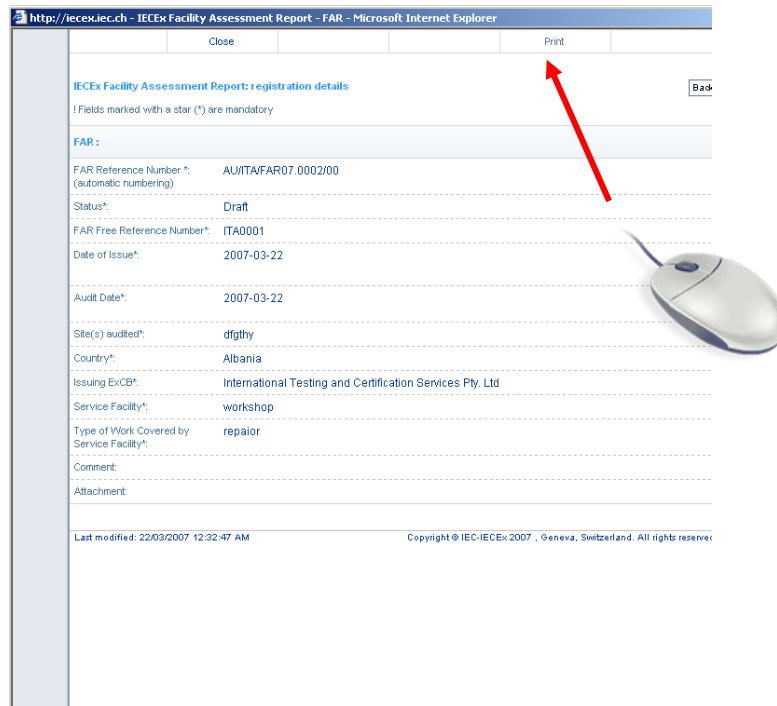 http://iecex.iec.ch - IECEx Facility Assessment Report - FAR - Microsoft Internet Explorer
Close Print
IECEx Facility Assessment Report: registration details Back
! Fields marked with a star (*) are mandatory
FAR :
FAR Reference Number *: AU/ITA/FAR07.0002/00
(automatic numbering)
Status*: Draft
FAR Free Reference Number*: ITA0001
Date of Issue*: 2007-03-22
Audit Date*: 2007-03-22
Site(s) audited*: dfgthy
Country*: Albania
Issuing ExCB*: International Testing and Certification Services Pty. Ltd
Service Facility*: workshop
Type of Work Covered by repaior
Service Facility*:
Comment:
Attachment:
Last modified: 22/03/2007 12:32:47 AM Copyright © IEC-IECEx 2007 , Geneva, Switzerland. All rights reserved